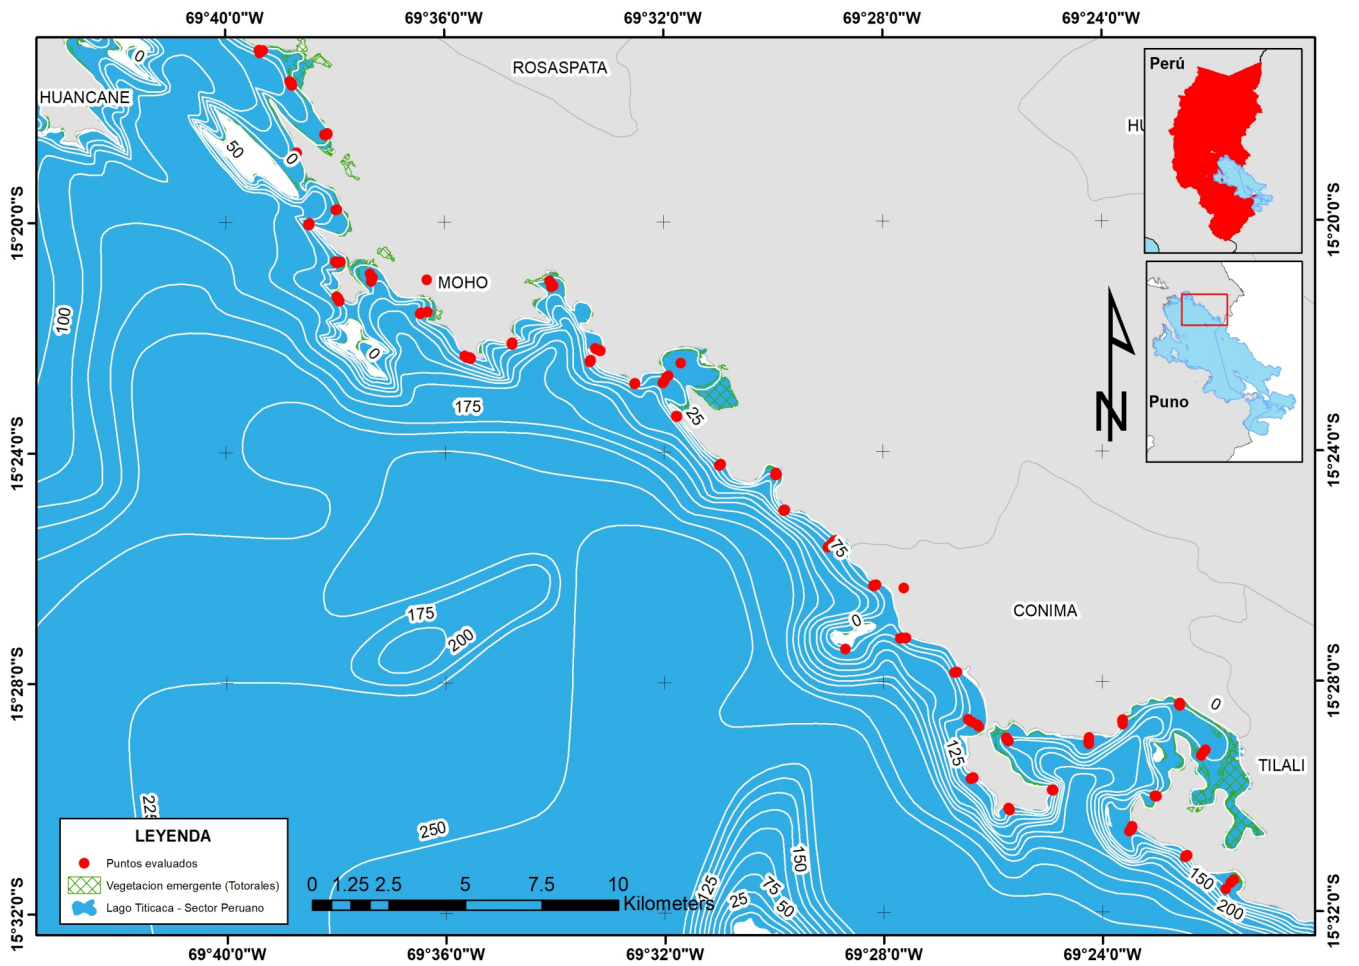 69°40'0"W 69°36'0"W 69°32'0"W 69°28'0"W 69°24'0"W
ROSASPATA
HUANCANE
HU
Perú
0
50
0
15°20'0"S 15°20'0"S
MOHO
100
0
175
25
Puno
N
15°24'0"S 15°24'0"S
75
CONIMA
175
200
0
15°28'0"S 15°28'0"S
0
125
TILALI
225
250
150
125
75
25
50
150
200
LEYENDA
Puntos evaluados
Vegetacion emergente (Totorales)
Lago Titicaca - Sector Peruano
0 1.25 2.5 5 7.5 10
Kilometers
15°32'0"S 15°32'0"S
69°40'0"W 69°36'0"W 69°32'0"W 69°28'0"W 69°24'0"W